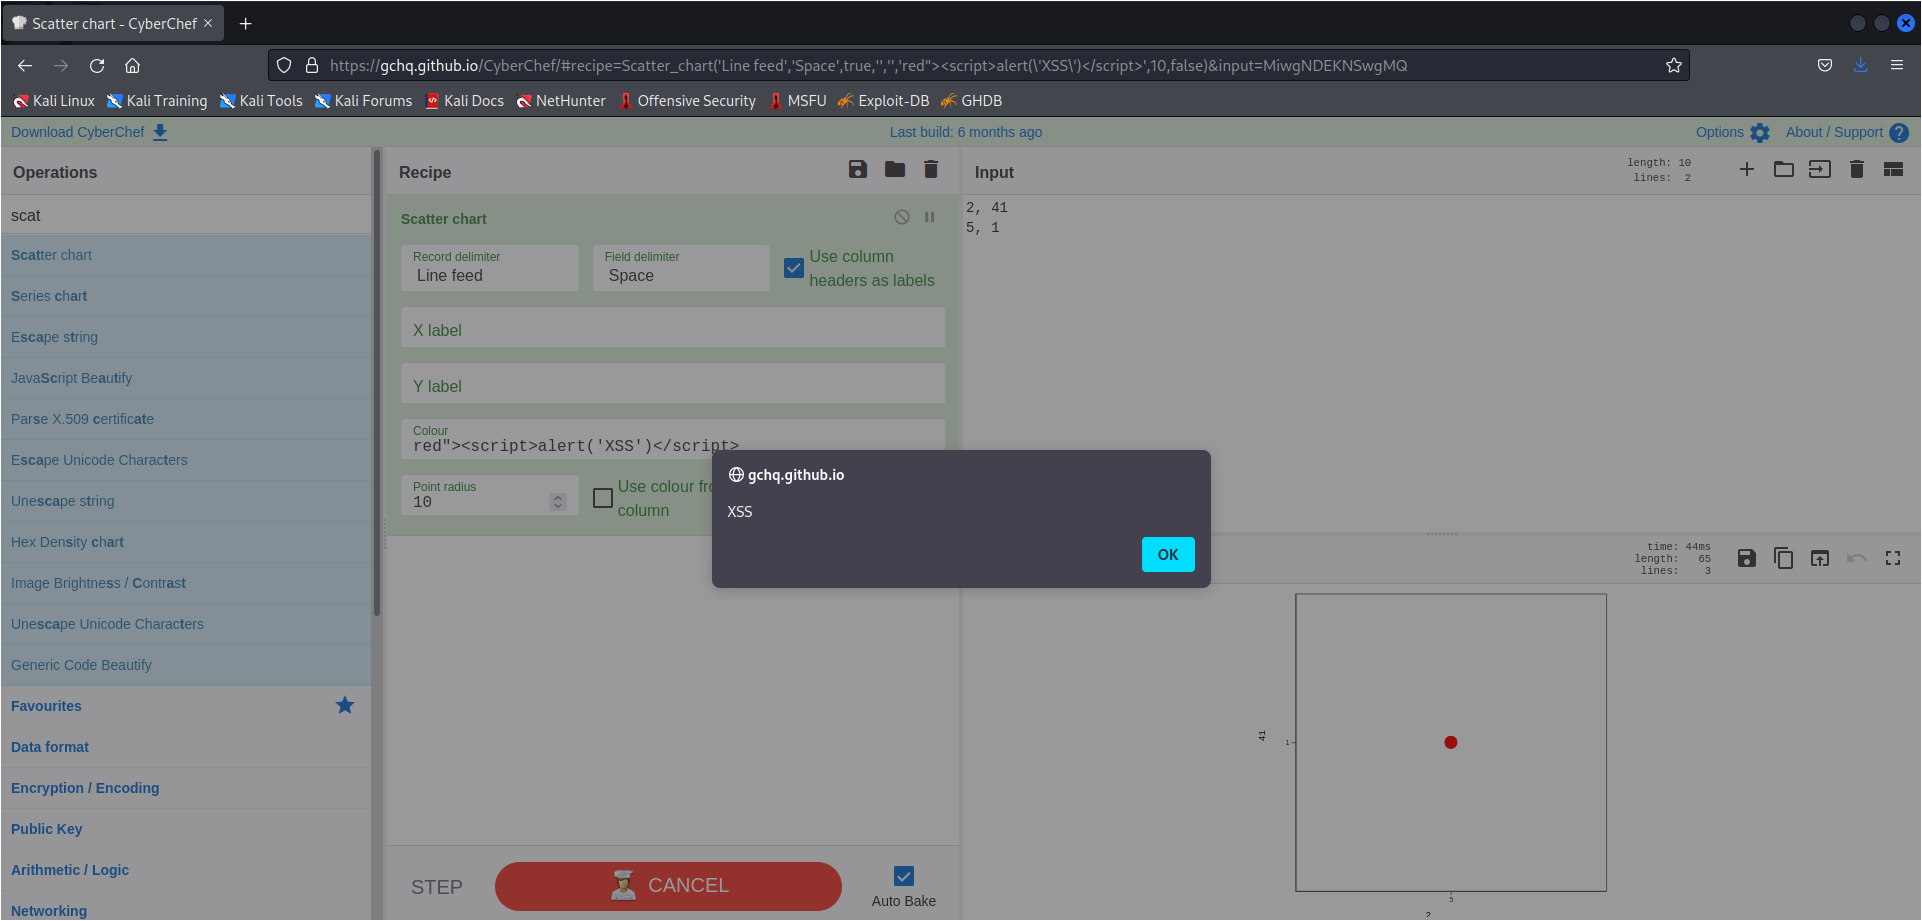 Scatter chart - CyberChef
https://gchq.github.io/CyberChef/#recipe=Scatter_chart('Line feed','Space',true,'','','red"><script>alert(\'XSS\')</script>',10,false)&input=MiwgNDEKNSwgMQ
Kali Linux Kali Training Kali Tools Kali Forums Kali Docs NetHunter Offensive Security MSFU Exploit-DB GHDB
Download CyberChef Last build: 6 months ago Options About / Support
Operations
scat
Scatter chart
Series chart
Escape string
JavaScript Beautify
Parse X.509 certificate
Escape Unicode Characters
Unescape string
Hex Density chart
Image Brightness / Contrast
Unescape Unicode Characters
Generic Code Beautify
Favourites
Data format
Encryption / Encoding
Public Key
Arithmetic / Logic
Networking
Recipe
Scatter chart
Record delimiter
Line feed
Field delimiter
Space
Use column
headers as labels
X label
Y label
Colour
red"><script>alert('XSS')</script>
Point radius
10
Use colour fro
column
STEP
CANCEL
Auto Bake
Input
length: 10
lines: 2
2, 41
5, 1
gchq.github.io
XSS
OK
time: 44ms
length: 65
lines: 3
41
1
5
2